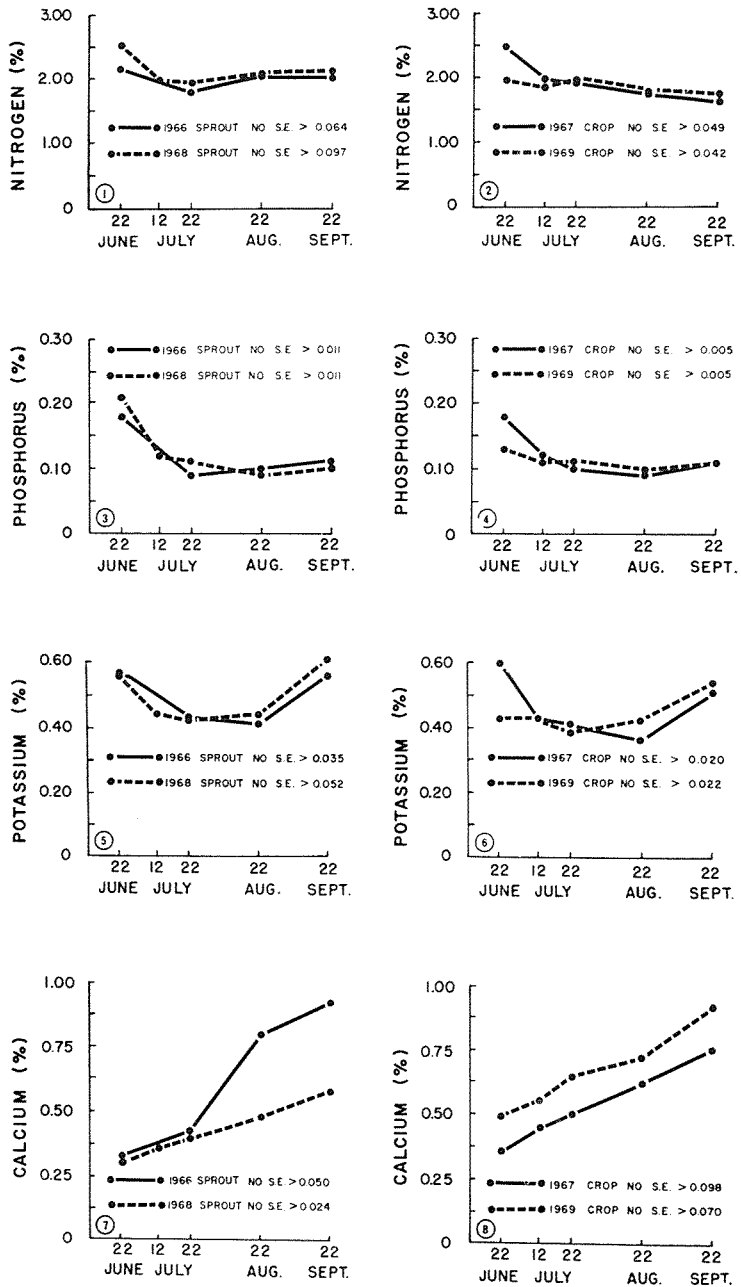 NITROGEN (%)
3.00
2.00
1.00
0
1966 SPROUT NO S.E. > 0.064
1968 SPROUT NO S.E. > 0.097
1
22 12 22 22 22
JUNE JULY AUG. SEPT.
NITROGEN (%)
3.00
2.00
1.00
0
1967 CROP NO S.E. > 0.049
1969 CROP NO S.E. > 0.042
2
22 12 22 22 22
JUNE JULY AUG. SEPT.
PHOSPHORUS (%)
0.30
0.20
0.10
0
1966 SPROUT NO S.E > 0.011
1968 SPROUT NO S.E. > 0.011
3
22 12 22 22 22
JUNE JULY AUG. SEPT.
PHOSPHORUS (%)
0.30
0.20
0.10
0
1967 CROP NO S.E. > 0.005
1969 CROP NO S.E > 0.005
4
22 12 22 22 22
JUNE JULY AUG. SEPT.
POTASSIUM (%)
0.60
0.40
0.20
0
1966 SPROUT NO S.E. > 0.035
1968 SPROUT NO S.E. > 0.052
5
22 12 22 22 22
JUNE JULY AUG. SEPT.
POTASSIUM (%)
0.60
0.40
0.20
0
1967 CROP NO S.E. > 0.020
1969 CROP NO S.E. > 0.022
6
22 12 22 22 22
JUNE JULY AUG. SEPT.
CALCIUM (%)
1.00
0.75
0.50
0.25
0
1966 SPROUT NO S.E. > 0.050
1968 SPROUT NO S.E. > 0.024
7
22 12 22 22 22
JUNE JULY AUG. SEPT.
CALCIUM (%)
1.00
0.75
0.50
0.25
0
1967 CROP NO S.E. > 0.098
1969 CROP NO S.E. > 0.070
8
22 12 22 22 22
JUNE JULY AUG. SEPT.